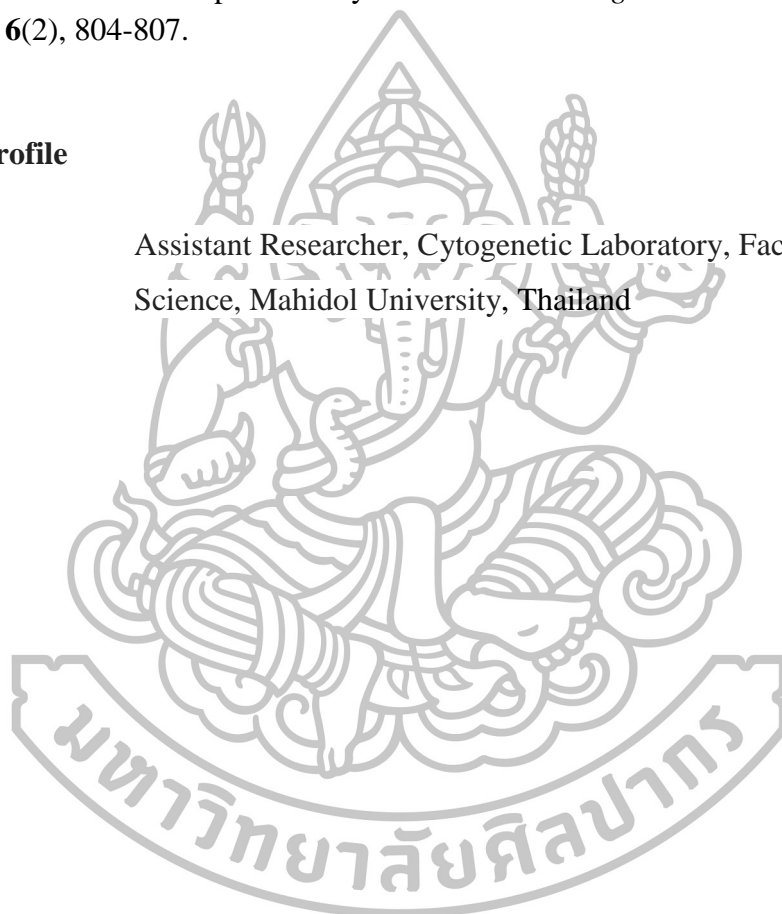 6(2), 804-807.
rofile
Assistant Researcher, Cytogenetic Laboratory, Fac
Science, Mahidol University, Thailand
มหาวิทยาลัยศิลปากร